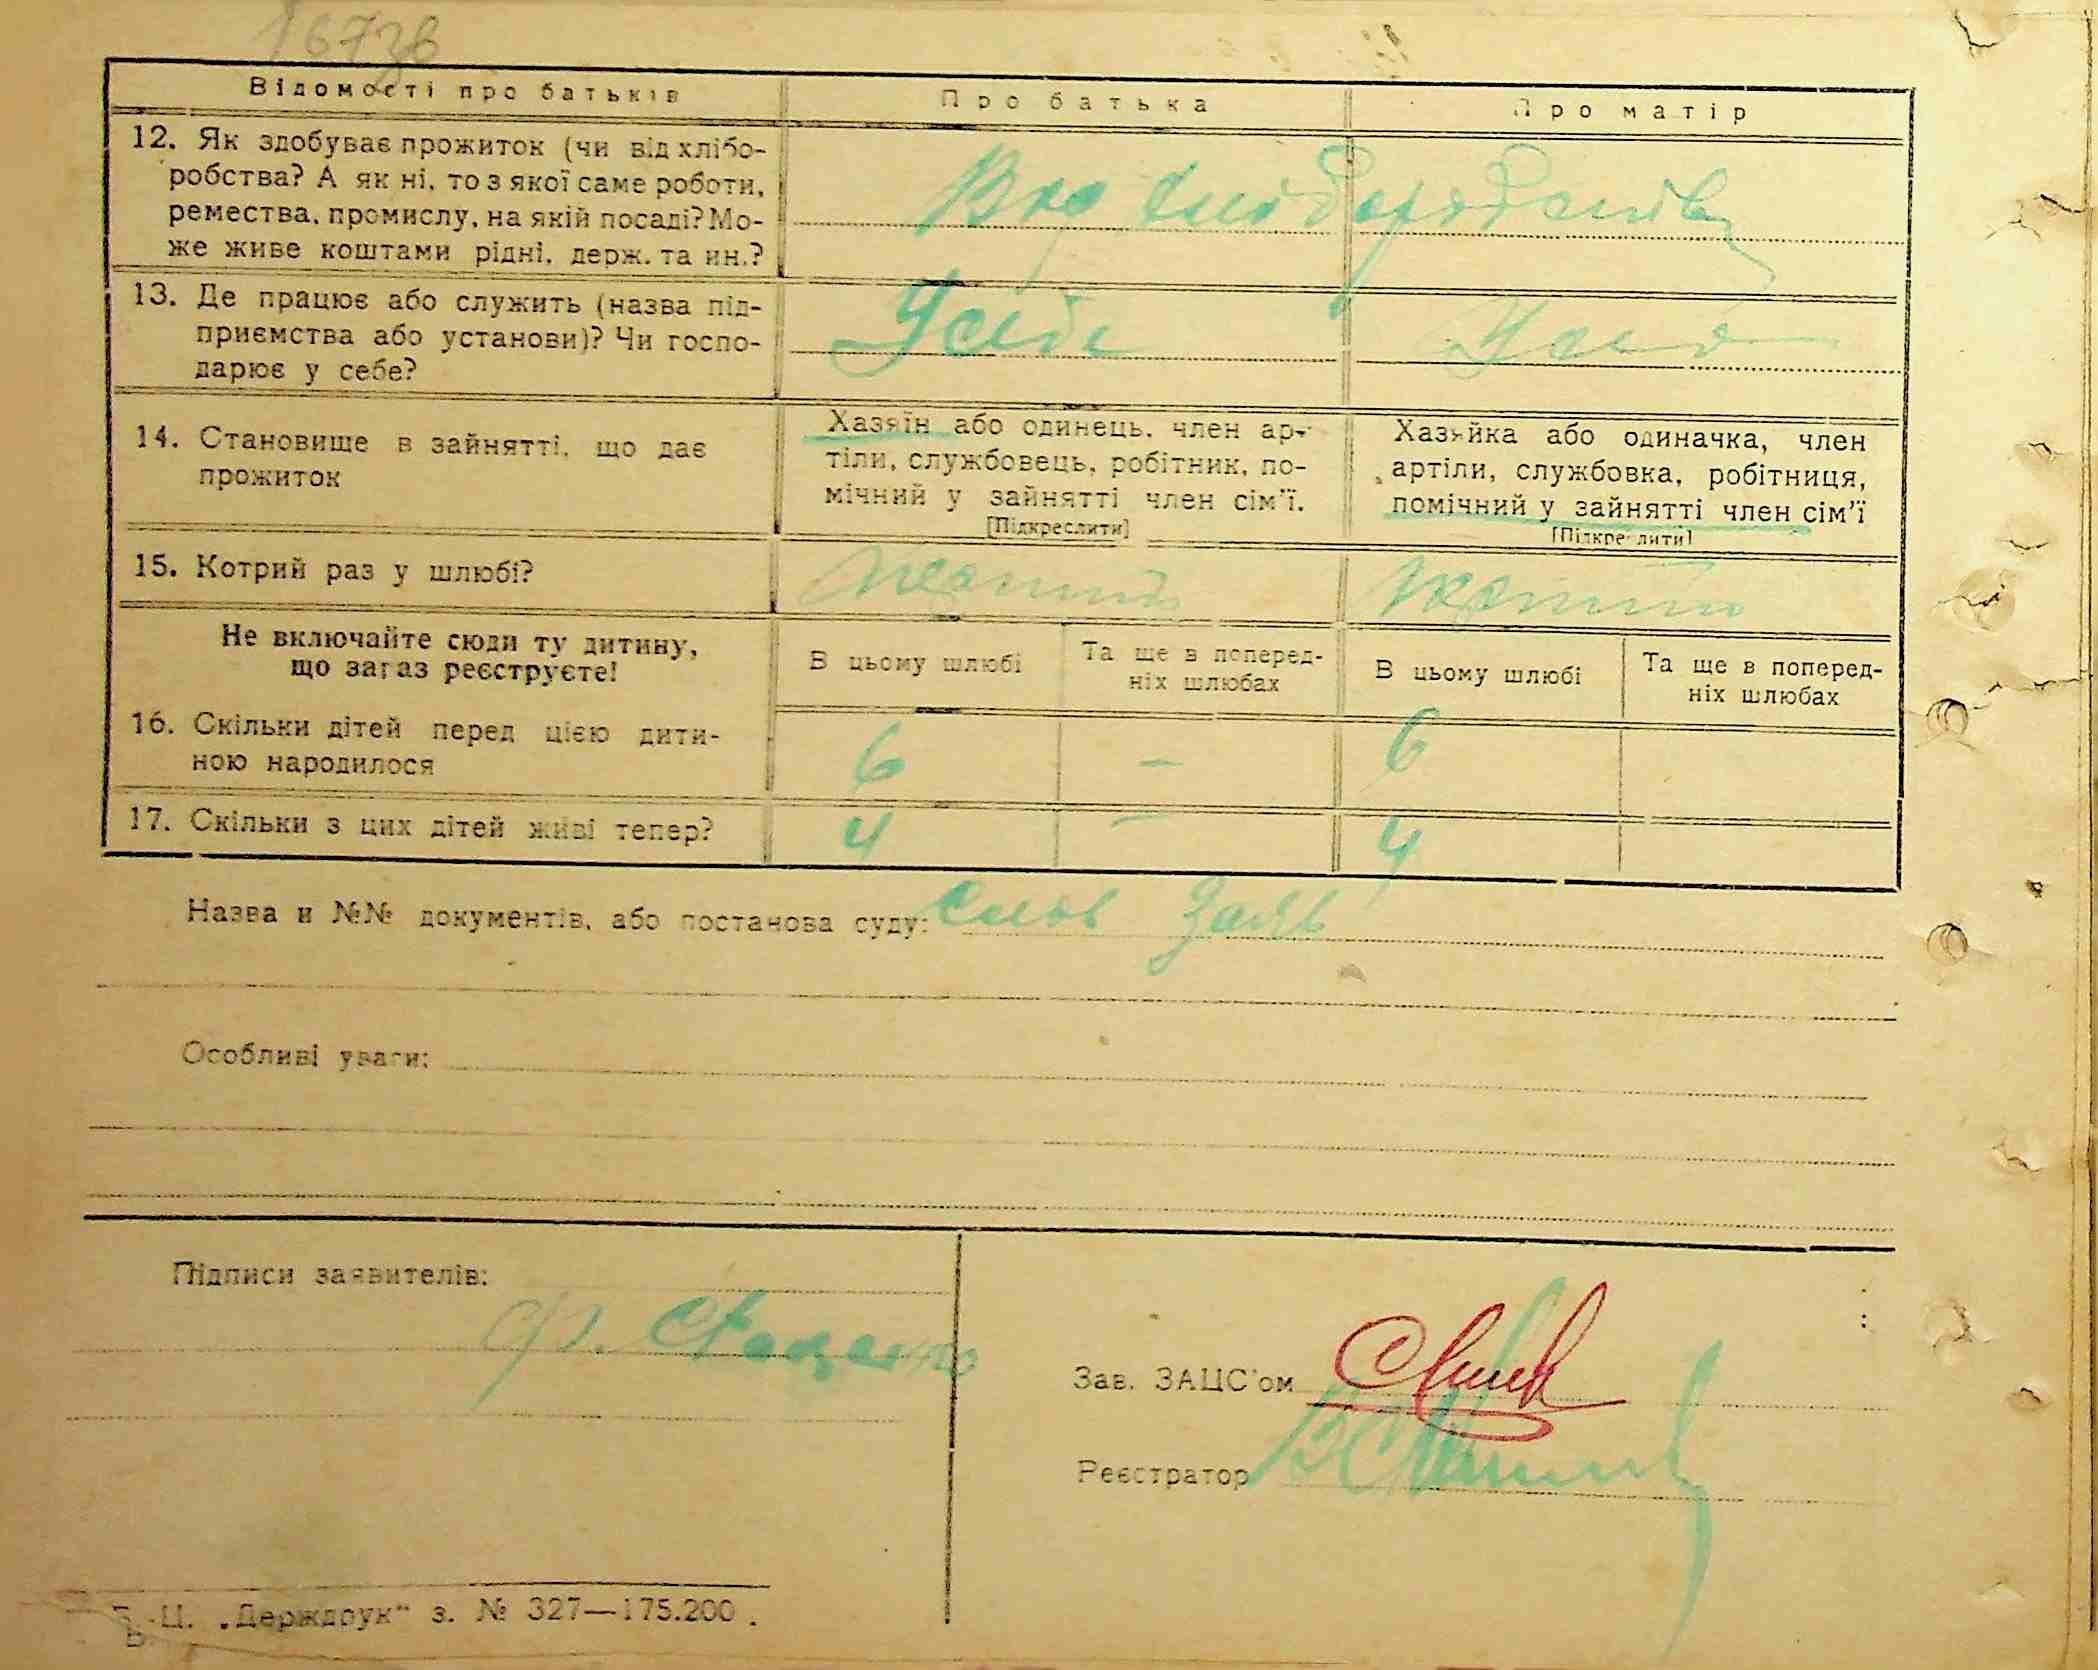 1673в
Відомості про батьків
Про батька
Про матір
12. Як здобуває прожиток (чи від хлібо-
робства? А як ні, то з якої саме роботи,
ремества, промислу, на якій посаді? Мо-
же живе коштами рідні, держ. та ин.?
13. Де працює або служить (назва під-
приємства або установи)? Чи госпо-
дарює у себе?
У себе
У себе
14. Становище в зайнятті, що дає
прожиток
Хазяїн або одинець, член ар-
тіли, службовець, робітник, по-
мічний у зайнятті член сім'ї.
[Підкреслити]
Хазяйка або одиначка, член
артіли, службовка, робітниця,
помічний у зайнятті член сім'ї
[Підкреслити]
15. Котрий раз у шлюбі?
Не включайте сюди ту дитину,
що зараз реєструєте!
В цьому шлюбі
Та ще в поперед-
ніх шлюбах
В цьому шлюбі
Та ще в поперед-
ніх шлюбах
16. Скільки дітей перед цією дити-
ною народилося
6 — 6
17. Скільки з цих дітей живі тепер?
4 — 4
Назва и №№ документів, або постанова суду: Слов Заяв
Особливі уваги:
Підписи заявителів:
Зав. ЗАЦС'ом
Реєстратор
"Держдрук" з. № 327—175.200.